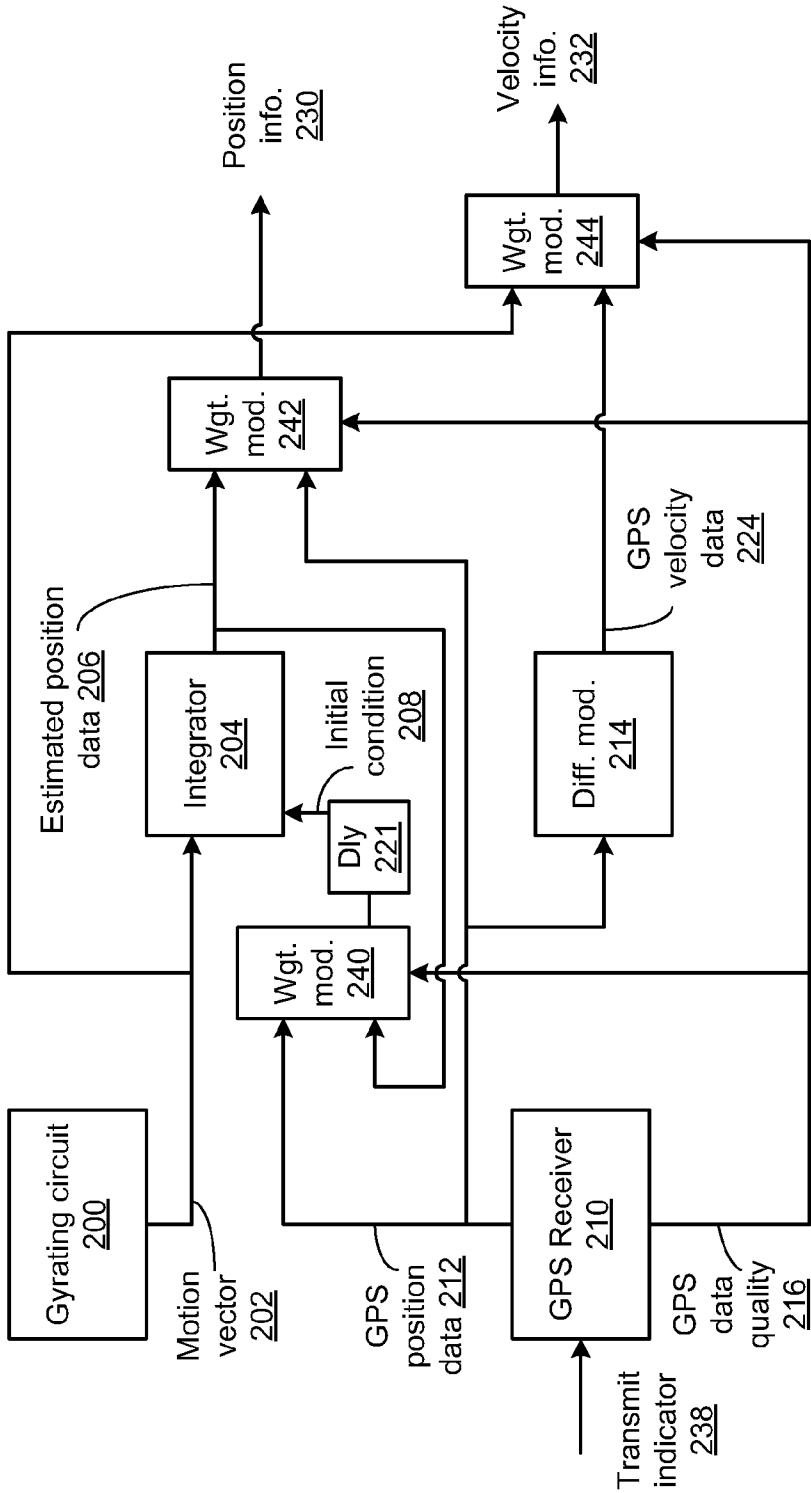 Gyrating circuit
200
Motion
vector
202
Estimated position
data 206
Integrator
204
Initial
condition
208
Dly
221
Wgt.
mod.
240
Wgt.
mod.
242
Position
info.
230
GPS
position
data 212
Transmit
indicator
238
GPS Receiver
210
GPS
data
quality
216
Diff. mod.
214
GPS
velocity
data
224
Wgt.
mod.
244
Velocity
info.
232